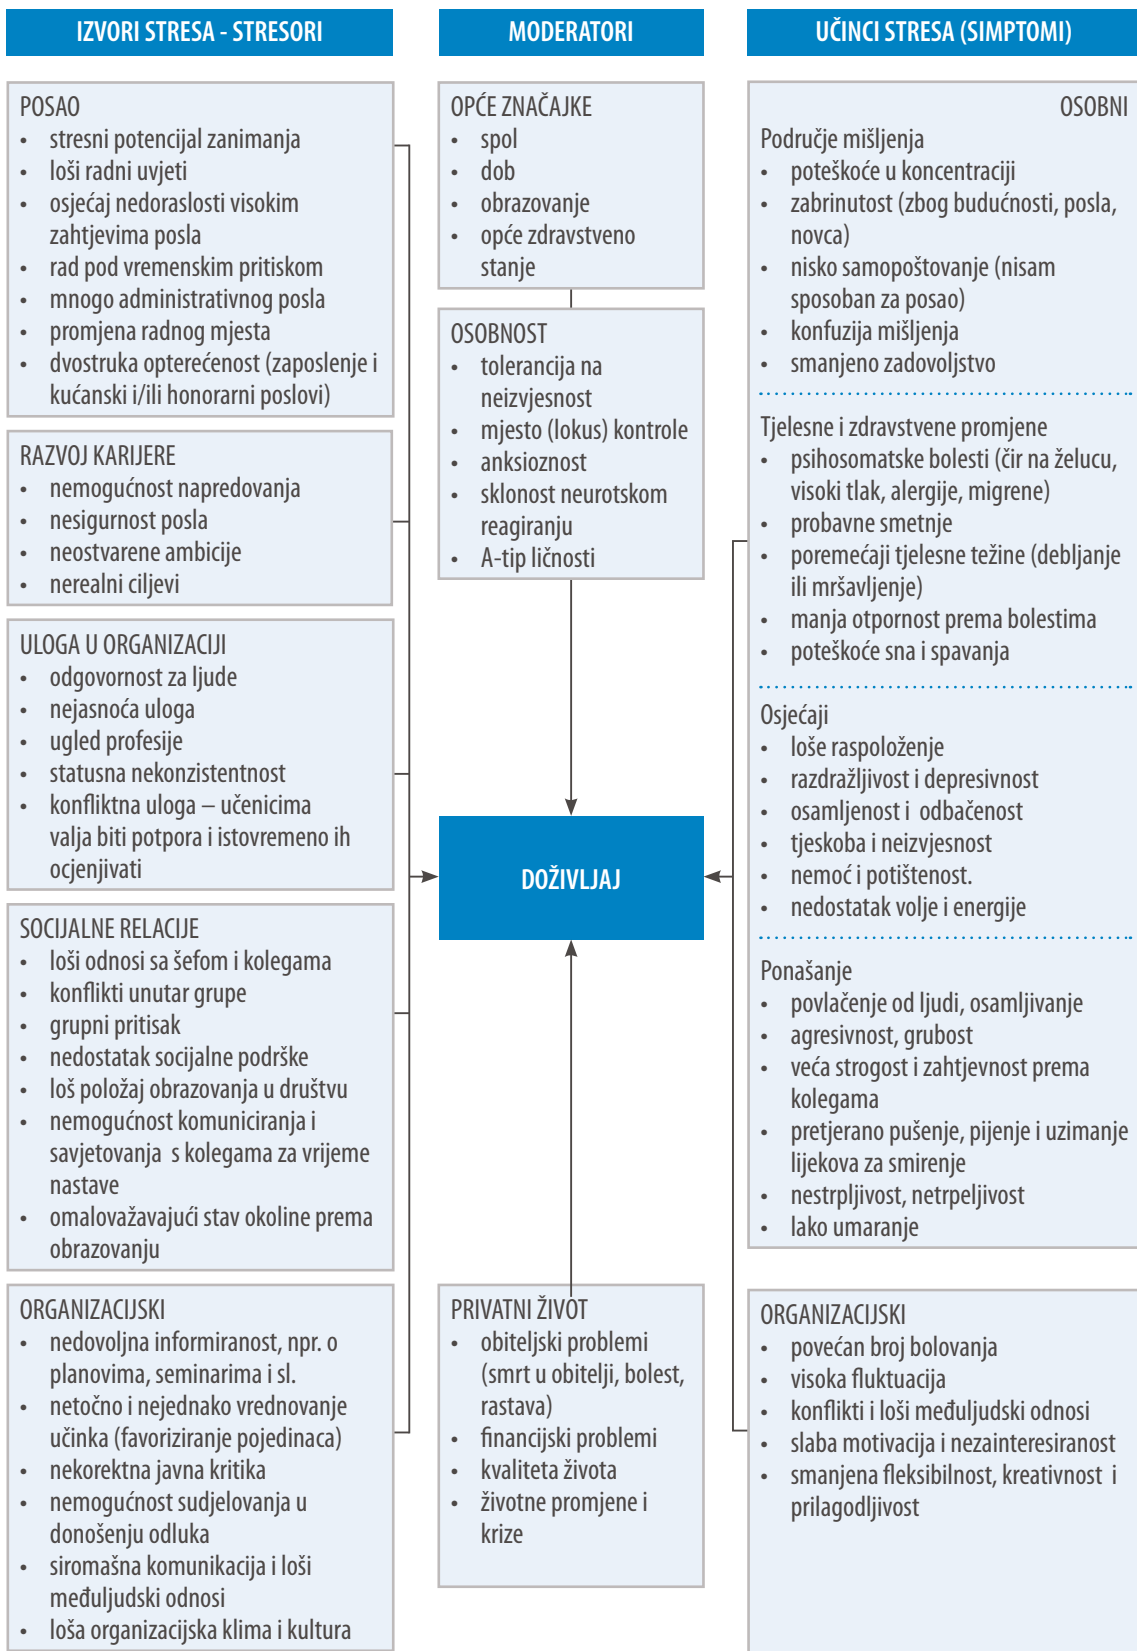 IZVORI STRESA - STRESORI
POSAO
• stresni potencijal zanimanja
• loši radni uvjeti
• osjećaj nedoraslosti visokim
zahtjevima posla
• rad pod vremenskim pritiskom
• mnogo administrativnog posla
• promjena radnog mjesta
• dvostruka opterećenost (zaposlenje i
kućanski i/ili honorarni poslovi)
RAZVOJ KARIJERE
• nemogućnost napredovanja
• nesigurnost posla
• neostvarene ambicije
• nerealni ciljevi
ULOGA U ORGANIZACIJI
• odgovornost za ljude
• nejasnoća uloga
• ugled profesije
• statusna nekonzistentnost
• konfliktna uloga – učenicima
valja biti potpora i istovremeno ih
ocjenjivati
SOCIJALNE RELACIJE
• loši odnosi sa šefom i kolegama
• konflikti unutar grupe
• grupni pritisak
• nedostatak socijalne podrške
• loš položaj obrazovanja u društvu
• nemogućnost komuniciranja i
savjetovanja s kolegama za vrijeme
nastave
• omalovažavajući stav okoline prema
obrazovanju
ORGANIZACIJSKI
• nedovoljna informiranost, npr. o
planovima, seminarima i sl.
• netočno i nejednako vrednovanje
učinka (favoriziranje pojedinaca)
• nekorektna javna kritika
• nemogućnost sudjelovanja u
donošenju odluka
• siromašna komunikacija i loši
međuljudski odnosi
• loša organizacijska klima i kultura
MODERATORI
OPĆE ZNAČAJKE
• spol
• dob
• obrazovanje
• opće zdravstveno
stanje
OSOBNOST
• tolerancija na
neizvjesnost
• mjesto (lokus) kontrole
• anksioznost
• sklonost neurotskom
reagiranju
• A-tip ličnosti
DOŽIVLJAJ
PRIVATNI ŽIVOT
• obiteljski problemi
(smrt u obitelji, bolest,
rastava)
• financijski problemi
• kvaliteta života
• životne promjene i
krize
UČINCI STRESA (SIMPTOMI)
OSOBNI
Područje mišljenja
• poteškoće u koncentraciji
• zabrinutost (zbog budućnosti, posla,
novca)
• nisko samopoštovanje (nisam
sposoban za posao)
• konfuzija mišljenja
• smanjeno zadovoljstvo
Tjelesne i zdravstvene promjene
• psihosomatske bolesti (čir na želucu,
visoki tlak, alergije, migrene)
• probavne smetnje
• poremećaji tjelesne težine (debljanje
ili mršavljenje)
• manja otpornost prema bolestima
• poteškoće sna i spavanja
Osjećaji
• loše raspoloženje
• razdražljivost i depresivnost
• osamljenost i odbačenost
• tjeskoba i neizvjesnost
• nemoć i potištenost.
• nedostatak volje i energije
Ponašanje
• povlačenje od ljudi, osamljivanje
• agresivnost, grubost
• veća strogost i zahtjevnost prema
kolegama
• pretjerano pušenje, pijenje i uzimanje
lijekova za smirenje
• nestrpljivost, netrpeljivost
• lako umaranje
ORGANIZACIJSKI
• povećan broj bolovanja
• visoka fluktuacija
• konflikti i loši međuljudski odnosi
• slaba motivacija i nezainteresiranost
• smanjena fleksibilnost, kreativnost i
prilagodljivost